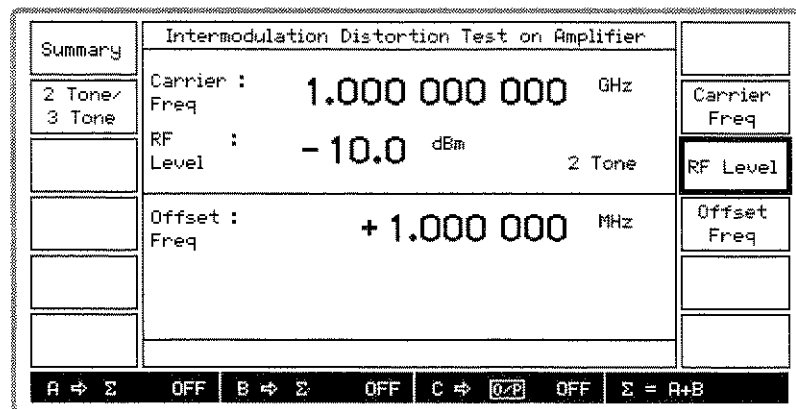 Summary
Intermodulation Distortion Test on Amplifier
2 Tone/
3 Tone
Carrier :
Freq
1.000 000 000 GHz
Carrier
Freq
RF :
Level
-10.0 dBm
2 Tone
RF Level
Offset :
Freq
+1.000 000 MHz
Offset
Freq
A ⇨ Σ OFF B ⇨ Σ OFF C ⇨ O/P OFF Σ = A+B